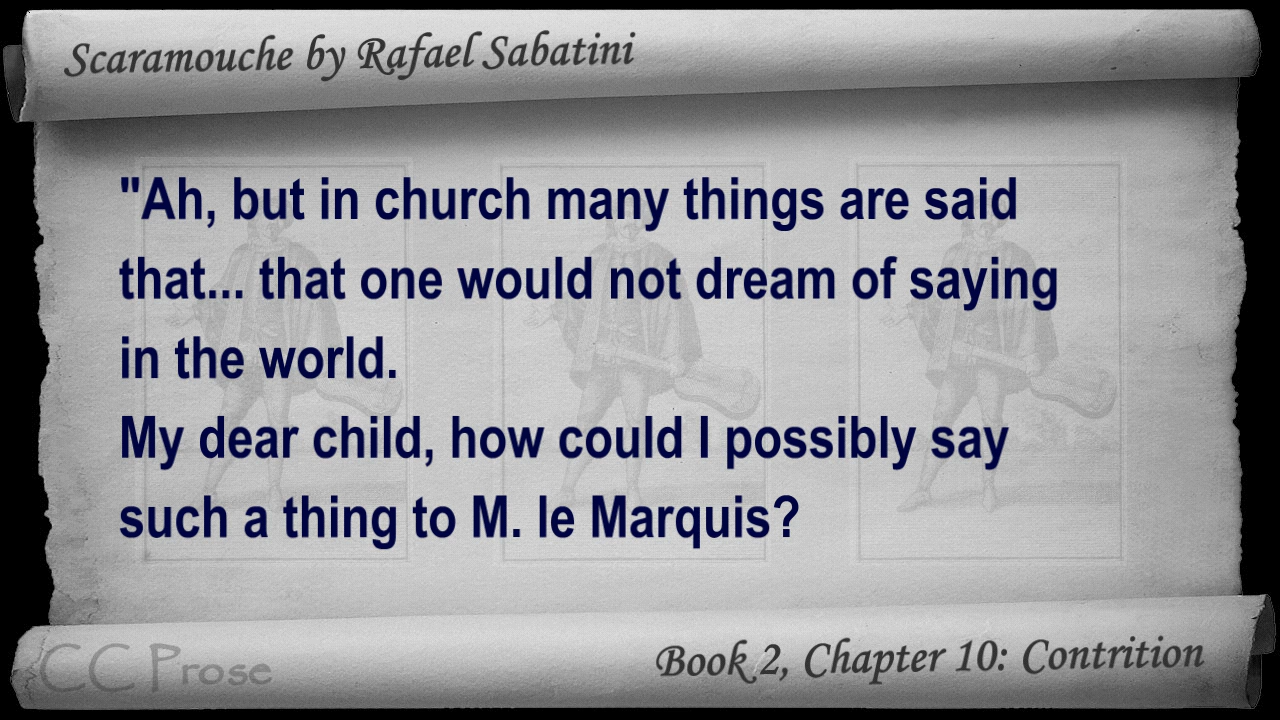 Scaramouche by Rafael Sabatini
"Ah, but in church many things are said
that... that one would not dream of saying
in the world.
My dear child, how could I possibly say
such a thing to M. le Marquis?
CC Prose
Book 2, Chapter 10: Contrition